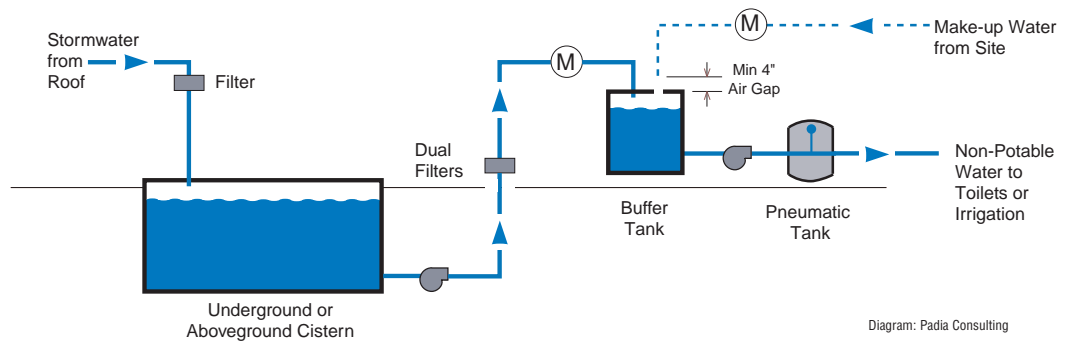 Stormwater
from
Roof
Filter
M
M
Make-up Water
from Site
Min 4"
Air Gap
Dual
Filters
Non-Potable
Water to
Toilets or
Irrigation
Buffer
Tank
Pneumatic
Tank
Underground or
Aboveground Cistern
Diagram: Padia Consulting